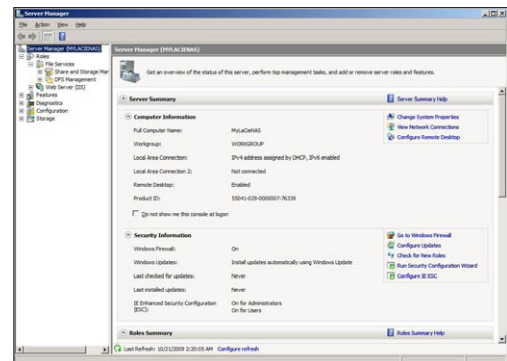 Server Manager
File Action View Help
Server Manager (MYLACIENAS)
Roles
File Services
Share and Storage Mar
DFS Management
Web Server (IIS)
Features
Diagnostics
Configuration
Storage
Server Manager (MYLACIENAS)
Get an overview of the status of this server, perform top management tasks, and add or remove server roles and features.
Server Summary
Server Summary Help
Computer Information
Full Computer Name: MyLaCieNAS
Workgroup: WORKGROUP
Local Area Connection: IPv4 address assigned by DHCP, IPv6 enabled
Local Area Connection 2: Not connected
Remote Desktop: Enabled
Product ID: 55041-029-0000007-76339
Do not show me this console at logon
Change System Properties
View Network Connections
Configure Remote Desktop
Security Information
Windows Firewall: On
Windows Updates: Install updates automatically using Windows Update
Last checked for updates: Never
Last installed updates: Never
IE Enhanced Security Configuration (ESC): On for Administrators
On for Users
Go to Windows Firewall
Configure Updates
Check for New Roles
Run Security Configuration Wizard
Configure IE ESC
Roles Summary
Roles Summary Help
Last Refresh: 10/21/2009 2:20:05 AM Configure refresh